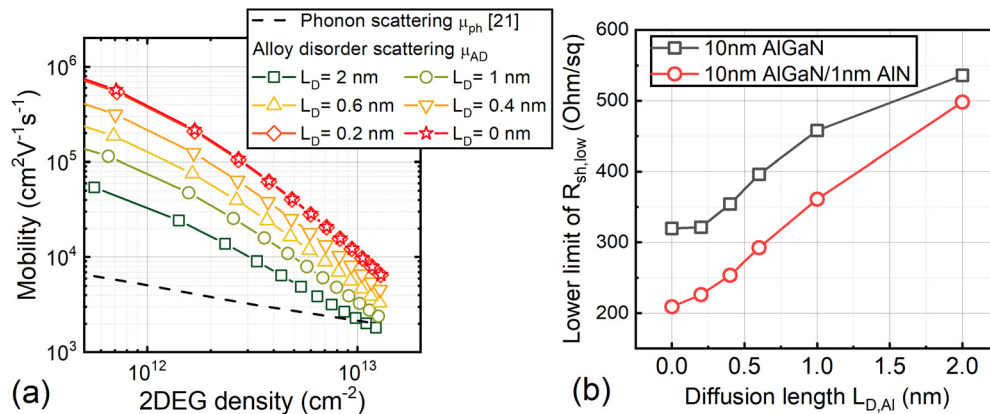 Phonon scattering μph [21]
Alloy disorder scattering μAD
LD= 2 nm
LD= 1 nm
LD= 0.6 nm
LD= 0.4 nm
LD= 0.2 nm
LD= 0 nm
Mobility (cm2V-1s-1)
10^6
10^5
10^4
10^3
10^12
10^13
2DEG density (cm-2)
(a)
10nm AlGaN
10nm AlGaN/1nm AlN
Lower limit of RSh,low (Ohm/sq)
600
500
400
300
200
0.0 0.5 1.0 1.5 2.0
Diffusion length LD,Al (nm)
(b)